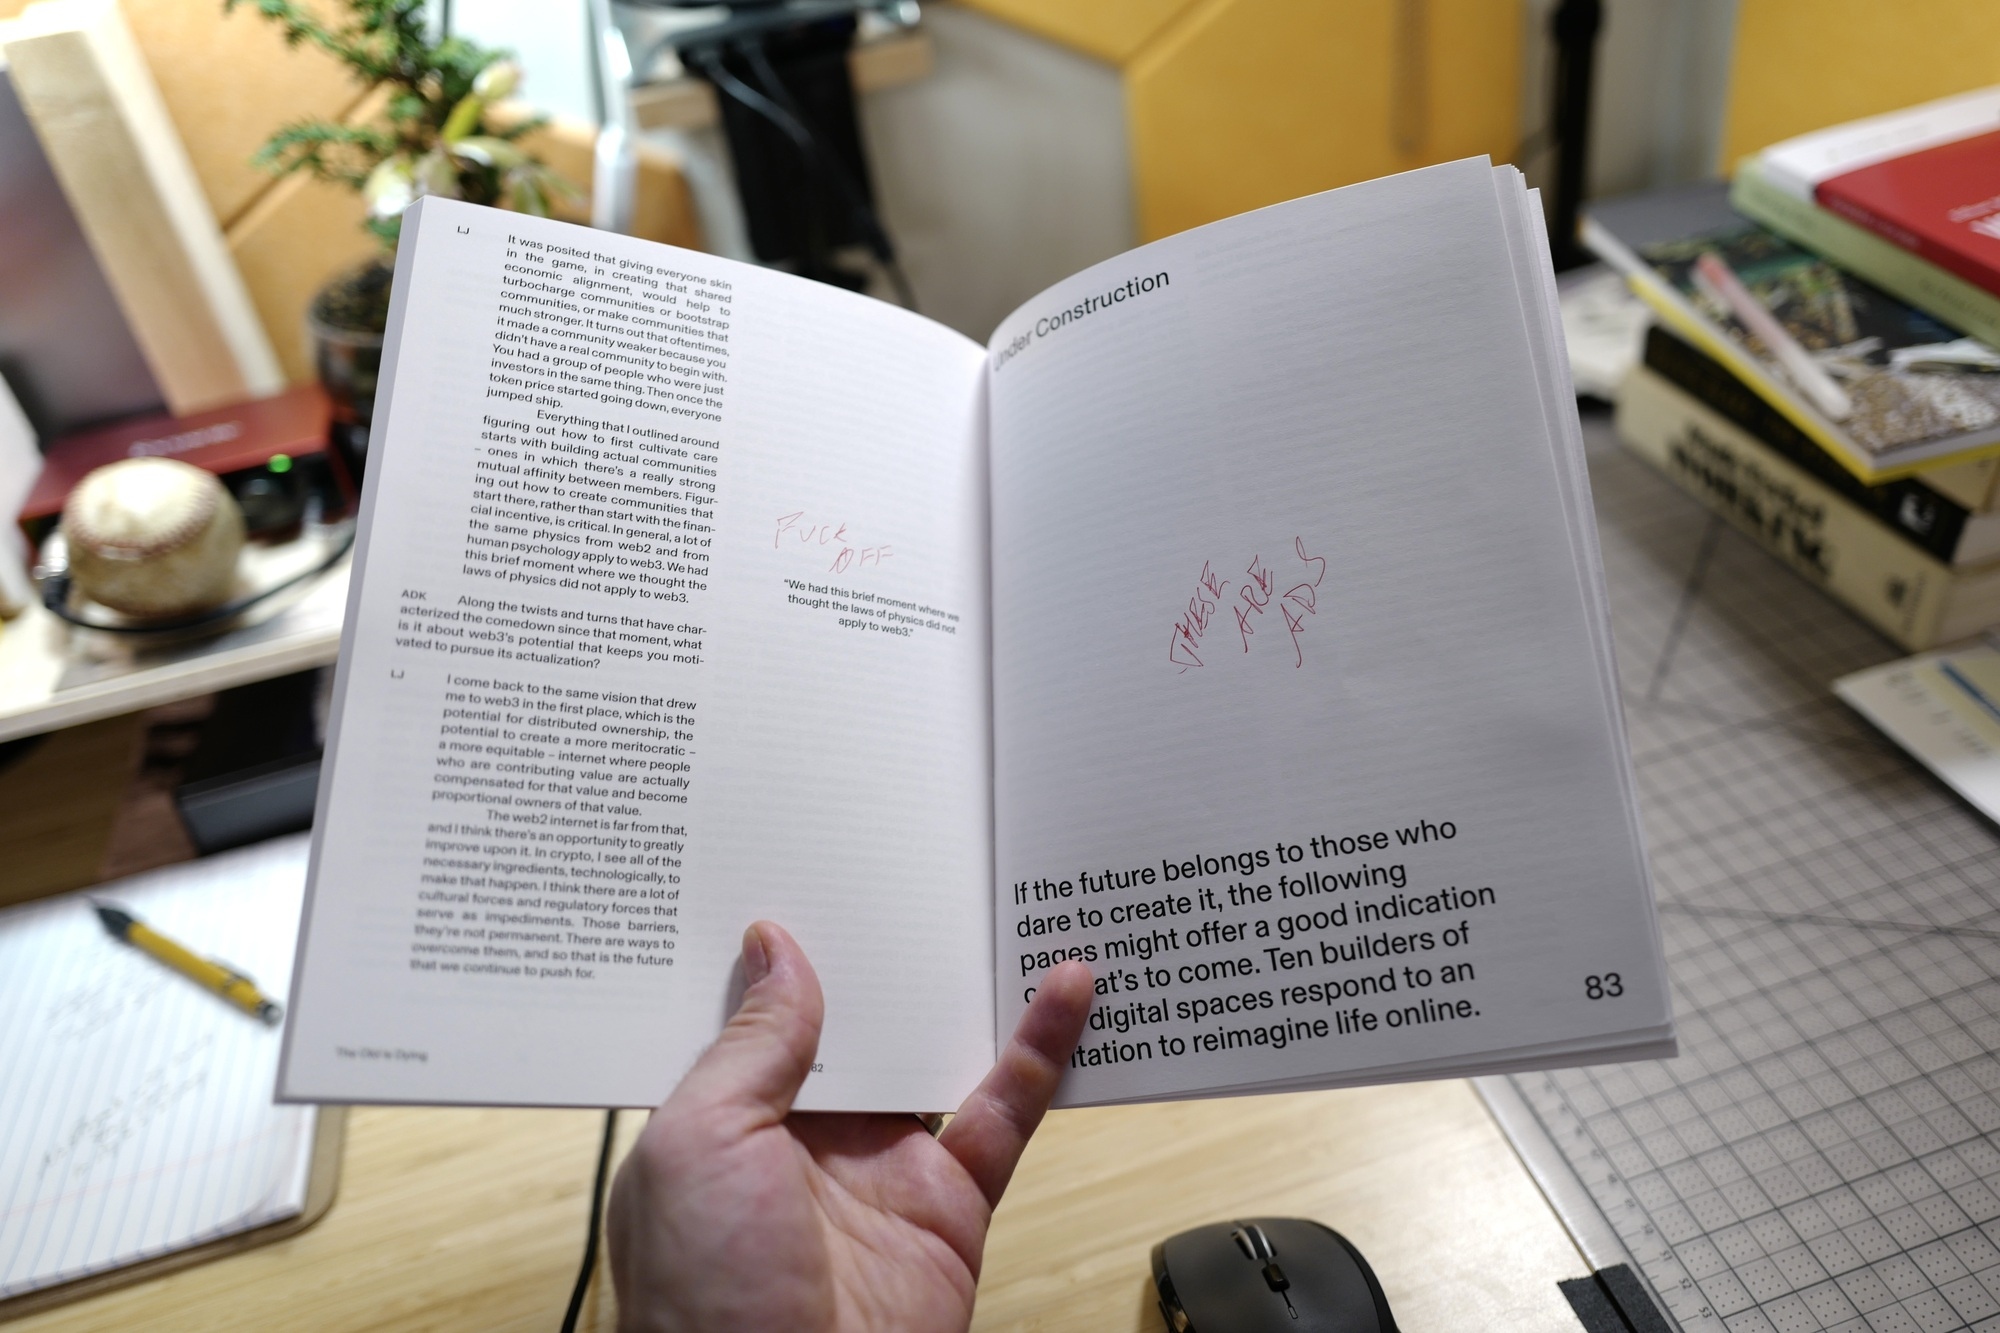 LJ
It was posited that giving everyone skin
in the game, in creating that shared
economic alignment, would help to
turbocharge communities or bootstrap
communities, or make communities that
much stronger. It turns out that oftentimes,
it made a community weaker because you
didn't have a real community to begin with.
You had a group of people who were just
investors in the same thing. Then once the
token price started going down, everyone
jumped ship.
Everything that I outlined around
figuring out how to first cultivate care
starts with building actual communities
– ones in which there's a really strong
mutual affinity between members. Figur-
ing out how to create communities that
start there, rather than start with the finan-
cial incentive, is critical. In general, a lot of
the same physics from web2 and from
human psychology apply to web3. We had
this brief moment where we thought the
laws of physics did not apply to web3.
ADK
Along the twists and turns that have char-
acterized the comedown since that moment, what
is it about web3's potential that keeps you moti-
vated to pursue its actualization?
LJ
I come back to the same vision that drew
me to web3 in the first place, which is the
potential for distributed ownership, the
potential to create a more meritocratic –
a more equitable – internet where people
who are contributing value are actually
compensated for that value and become
proportional owners of that value.
The web2 internet is far from that,
and I think there's an opportunity to greatly
improve upon it. In crypto, I see all of the
necessary ingredients, technologically, to
make that happen. I think there are a lot of
cultural forces and regulatory forces that
serve as impediments. Those barriers,
they're not permanent. There are ways to
overcome them, and so that is the future
that we continue to push for.
FUCK
OFF
"We had this brief moment where we
thought the laws of physics did not
apply to web3."
The Old is Dying
82
Under Construction
THESE
ARE
ADS
If the future belongs to those who
dare to create it, the following
pages might offer a good indication
at's to come. Ten builders of
digital spaces respond to an
itation to reimagine life online.
83